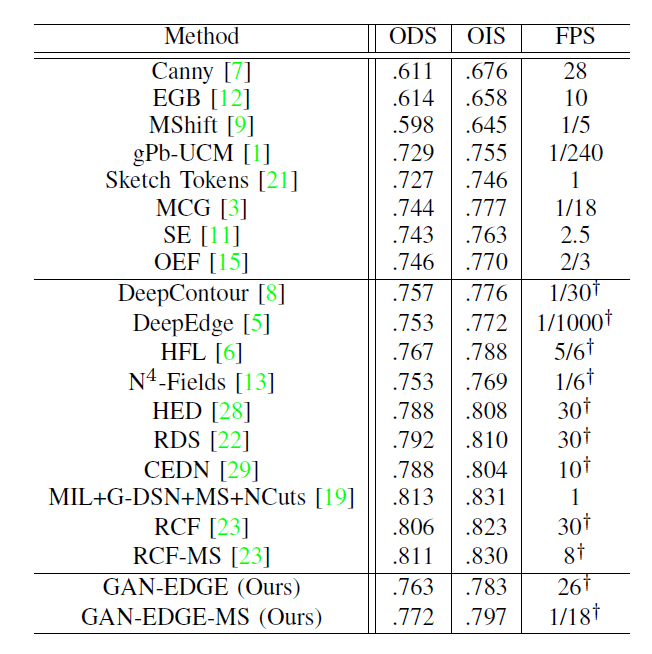 Method ODS OIS FPS
Canny [7] .611 .676 28
EGB [12] .614 .658 10
MShift [9] .598 .645 1/5
gPb-UCM [1] .729 .755 1/240
Sketch Tokens [21] .727 .746 1
MCG [3] .744 .777 1/18
SE [11] .743 .763 2.5
OEF [15] .746 .770 2/3
DeepContour [8] .757 .776 1/30†
DeepEdge [5] .753 .772 1/1000†
HFL [6] .767 .788 5/6†
N⁴-Fields [13] .753 .769 1/6†
HED [28] .788 .808 30†
RDS [22] .792 .810 30†
CEDN [29] .788 .804 10†
MIL+G-DSN+MS+NCuts [19] .813 .831 1
RCF [23] .806 .823 30†
RCF-MS [23] .811 .830 8†
GAN-EDGE (Ours) .763 .783 26†
GAN-EDGE-MS (Ours) .772 .797 1/18†